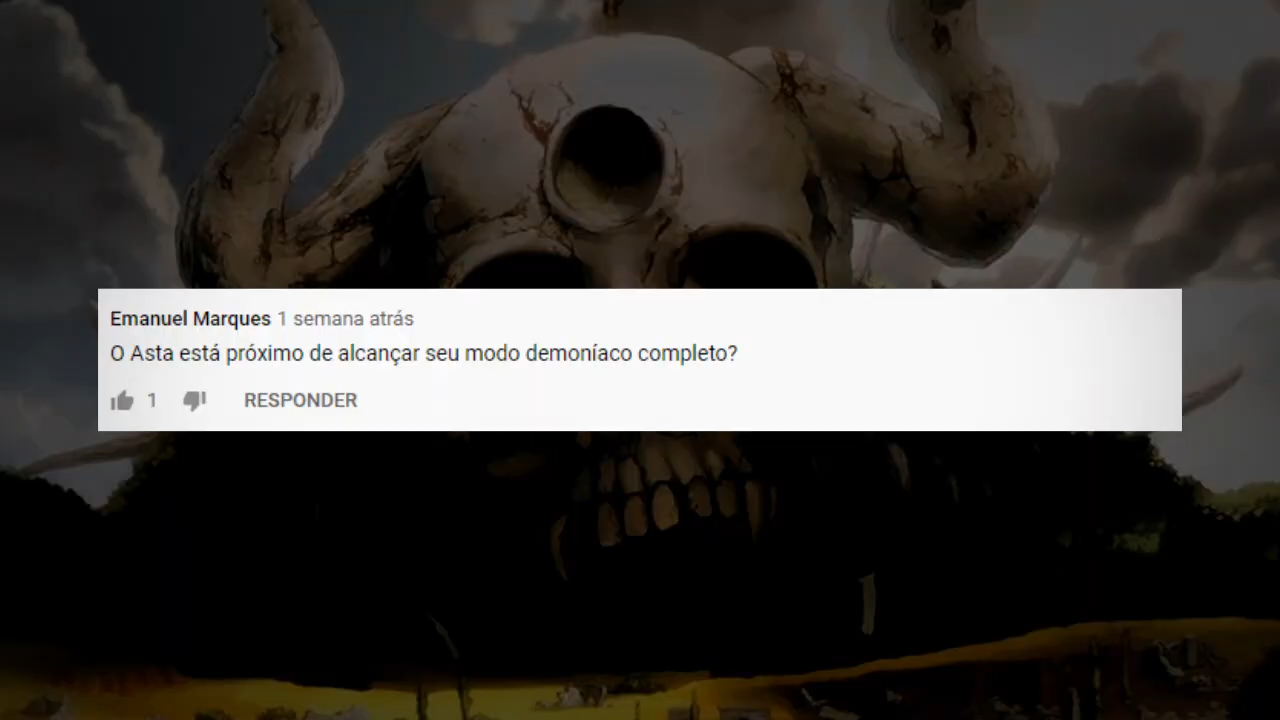 Emanuel Marques 1 semana atrás
O Asta está próximo de alcançar seu modo demoníaco completo?
1 RESPONDER